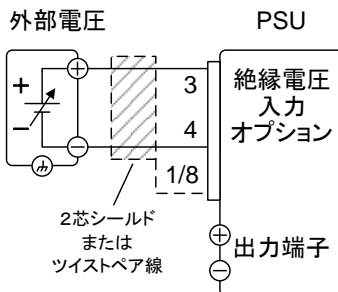 外部電圧
PSU
+
−
+
−
3
4
1/8
絶縁電圧
入力
オプション
2芯シールド
または
ツイストペア線
+
出力端子
−